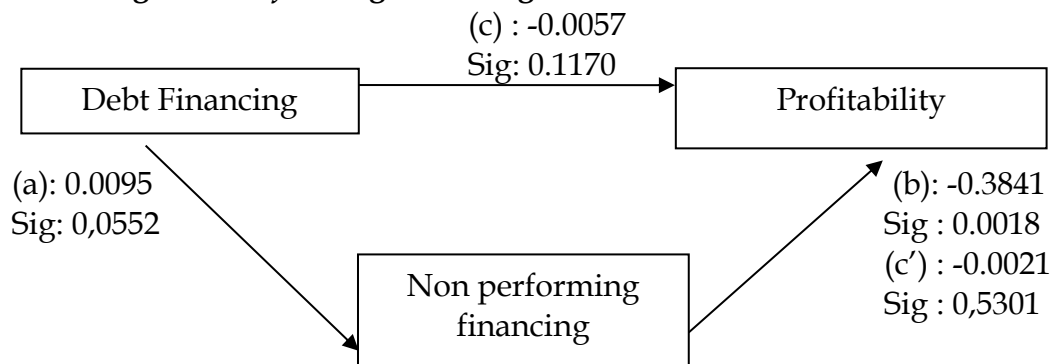 (c) : -0.0057
Sig: 0.1170
Debt Financing
Profitability
(a): 0.0095
Sig: 0,0552
(b): -0.3841
Sig : 0.0018
(c’) : -0.0021
Sig : 0,5301
Non performing
financing